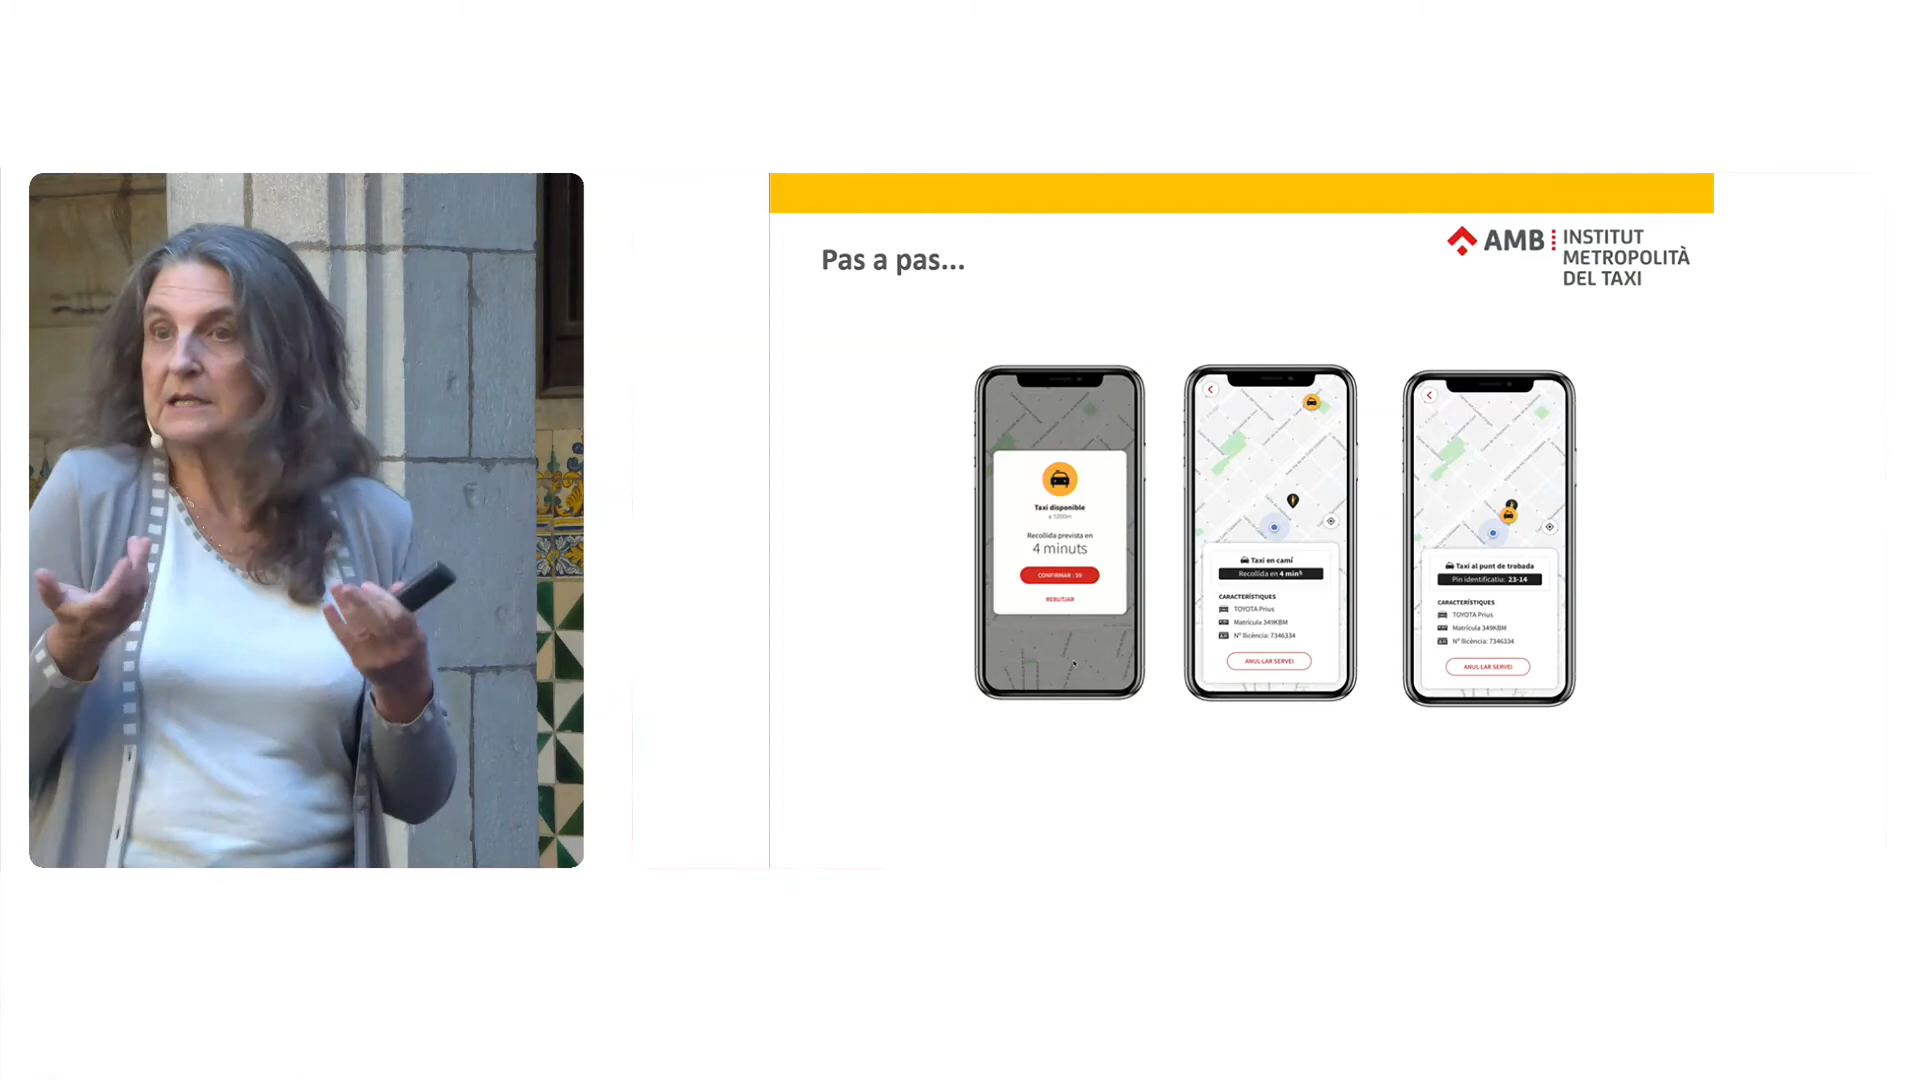 Pas a pas...
AMB
INSTITUT
METROPOLITÀ
DEL TAXI
Taxi disponible
a 1200m
Recollida prevista en
4 minuts
CONFIRMAR : 59
REBUTJAR
Taxi en camí
Recollida en 4 min
CARACTERÍSTIQUES
TOYOTA Prius
Matrícula 349KBM
Nº llicència: 7346334
ANUL·LAR SERVEI
Taxi al punt de trobada
Pin identificatiu: 23-14
CARACTERÍSTIQUES
TOYOTA Prius
Matrícula 349KBM
Nº llicència: 7346334
ANUL·LAR SERVEI